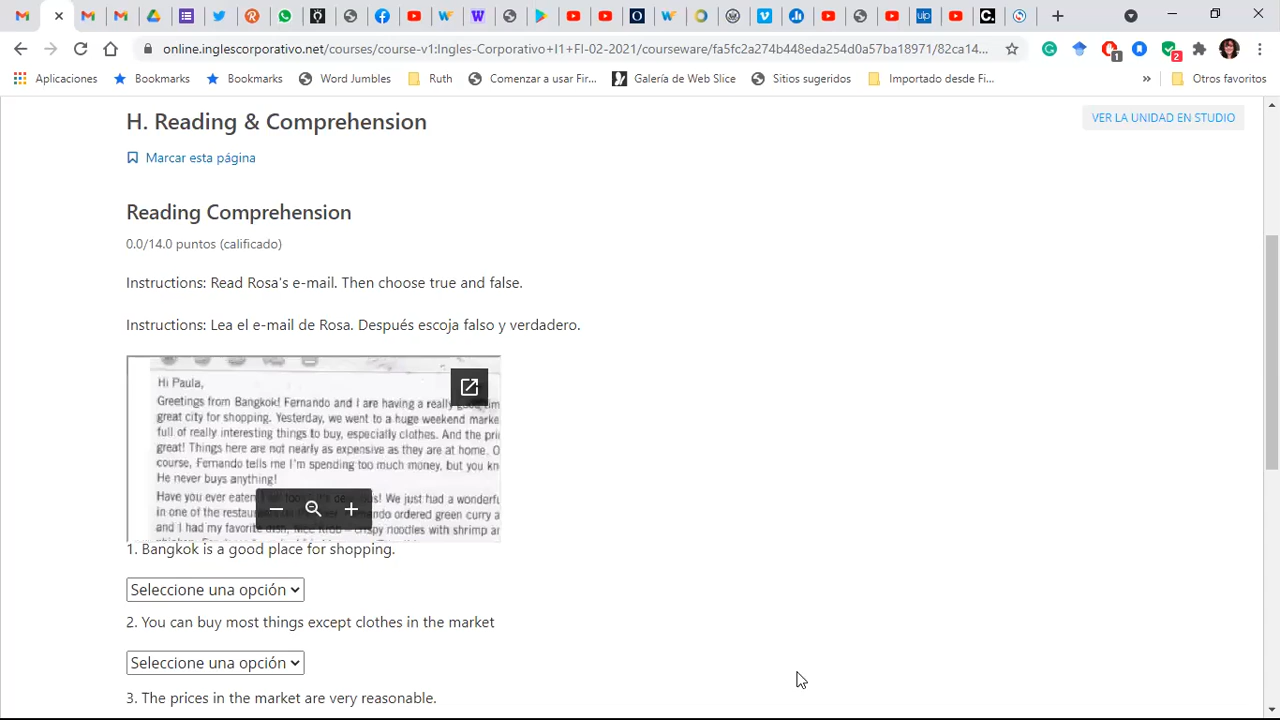 online.inglescorporativo.net/courses/course-v1:Ingles-Corporativo+I1+FI-02-2021/courseware/fa5fc2a274b448eda254d0a57ba18971/82ca14...
Aplicaciones Bookmarks Bookmarks Word Jumbles Ruth Comenzar a usar Fir... Galería de Web Slice Sitios sugeridos Importado desde Fi... » Otros favoritos
H. Reading & Comprehension
VER LA UNIDAD EN STUDIO
Marcar esta página
Reading Comprehension
0.0/14.0 puntos (calificado)
Instructions: Read Rosa's e-mail. Then choose true and false.
Instructions: Lea el e-mail de Rosa. Después escoja falso y verdadero.
Hi Paula,
Greetings from Bangkok! Fernando and I are having a really
great city for shopping. Yesterday, we went to a huge weekend marke
full of really interesting things to buy, especially clothes. And the pric
great! Things here are not nearly as expensive as they are at home. O
course, Fernando tells me I'm spending too much money, but you kn
He never buys anything!
Have you ever eaten We just had a wonderfu
in one of the ordered green curry a
and I had my favorite crispy noodles with shrimp an
1. Bangkok is a good place for shopping.
Seleccione una opción
2. You can buy most things except clothes in the market
Seleccione una opción
3. The prices in the market are very reasonable.